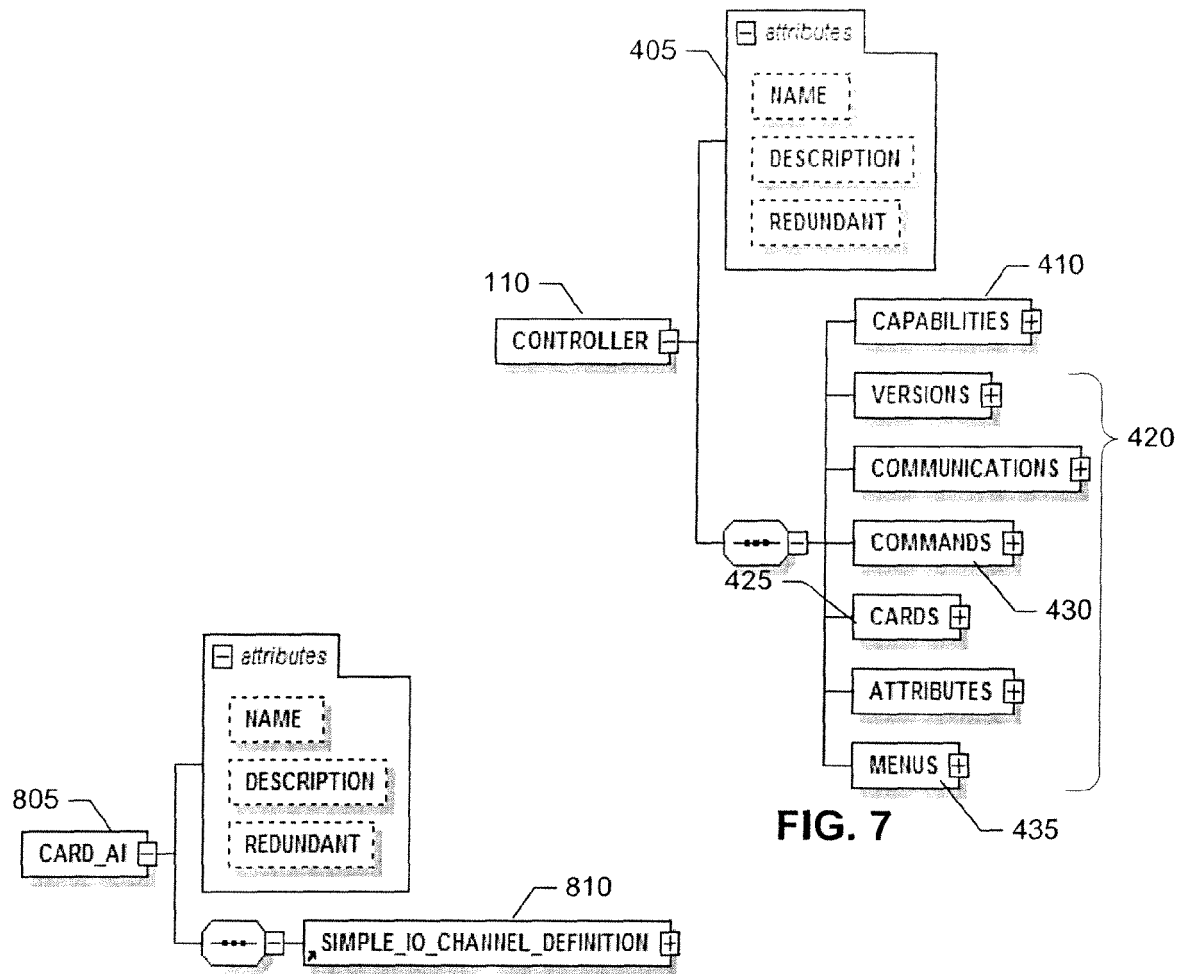 405
attributes
NAME
DESCRIPTION
REDUNDANT
110
CONTROLLER
410
CAPABILITIES
VERSIONS
420
COMMUNICATIONS
COMMANDS
425
430
CARDS
ATTRIBUTES
MENUS
435
FIG. 7
attributes
NAME
DESCRIPTION
REDUNDANT
805
CARD_AI
810
SIMPLE_IO_CHANNEL_DEFINITION